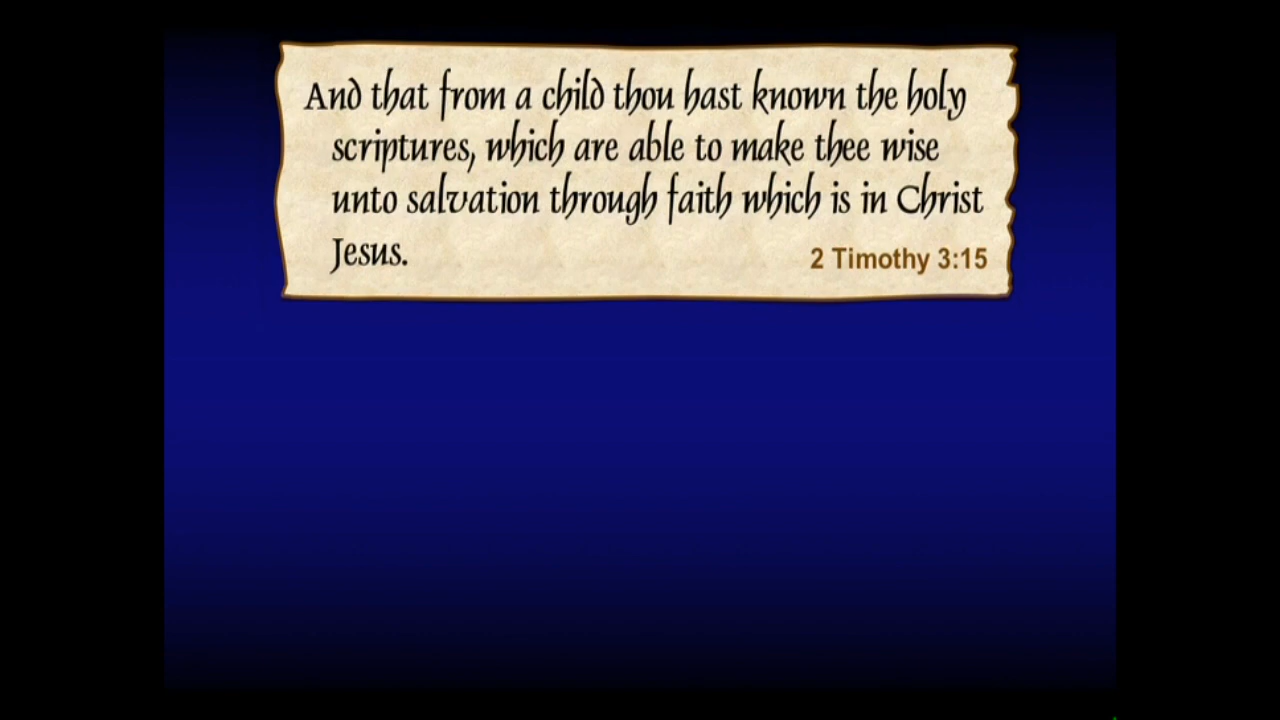 And that from a child thou hast known the holy
scriptures, which are able to make thee wise
unto salvation through faith which is in Christ
Jesus.
2 Timothy 3:15